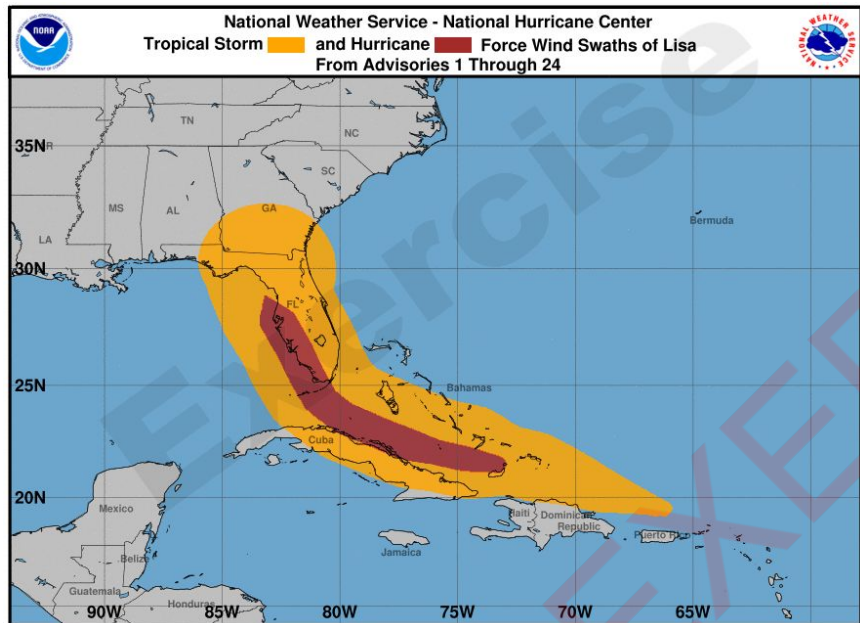 National Weather Service - National Hurricane Center
Tropical Storm and Hurricane Force Wind Swaths of Lisa
From Advisories 1 Through 24
NOAA
NATIONAL WEATHER SERVICE
Exercise
EXER
EXE
TN
NC
35N
SC
MS
AL
GA
LA
Bermuda
30N
FL
25N
Bahamas
Cuba
20N
Mexico
Haiti
Dominican
Republic
Puerto Rico
Jamaica
Belize
Guatemala
Honduras
90W
85W
80W
75W
70W
65W